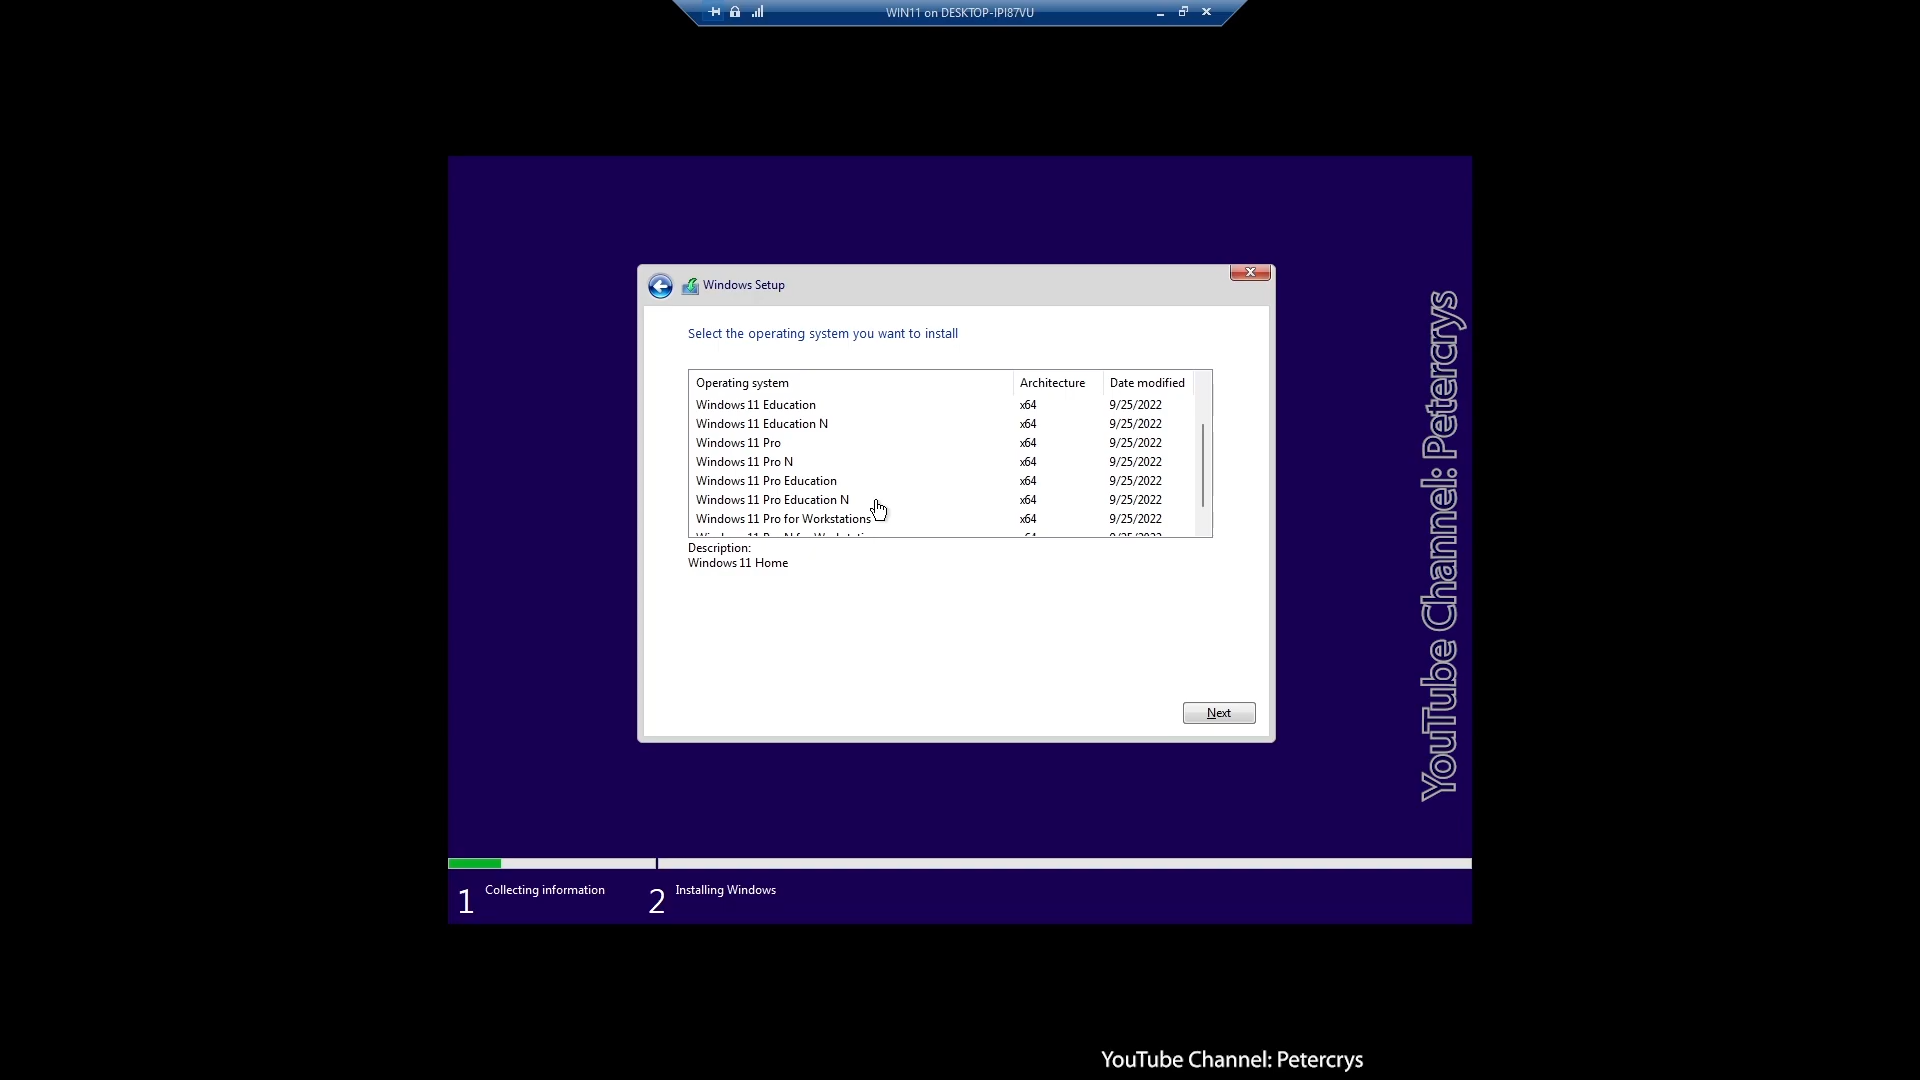 WIN11 on DESKTOP-IPI87VU
Windows Setup
Select the operating system you want to install
Operating system Architecture Date modified
Windows 11 Education x64 9/25/2022
Windows 11 Education N x64 9/25/2022
Windows 11 Pro x64 9/25/2022
Windows 11 Pro N x64 9/25/2022
Windows 11 Pro Education x64 9/25/2022
Windows 11 Pro Education N x64 9/25/2022
Windows 11 Pro for Workstations x64 9/25/2022
Description:
Windows 11 Home
Next
YouTube Channel: Petercrys
1 Collecting information 2 Installing Windows
YouTube Channel: Petercrys